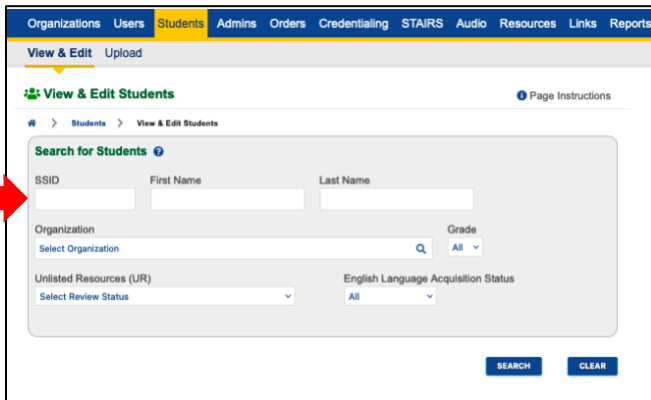 Organizations Users Students Admins Orders Credentialing STAIRS Audio Resources Links Reports
View & Edit Upload
View & Edit Students
Page Instructions
Students > View & Edit Students
Search for Students
SSID First Name Last Name
Organization Grade
Select Organization All
Unlisted Resources (UR) English Language Acquisition Status
Select Review Status All
SEARCH CLEAR